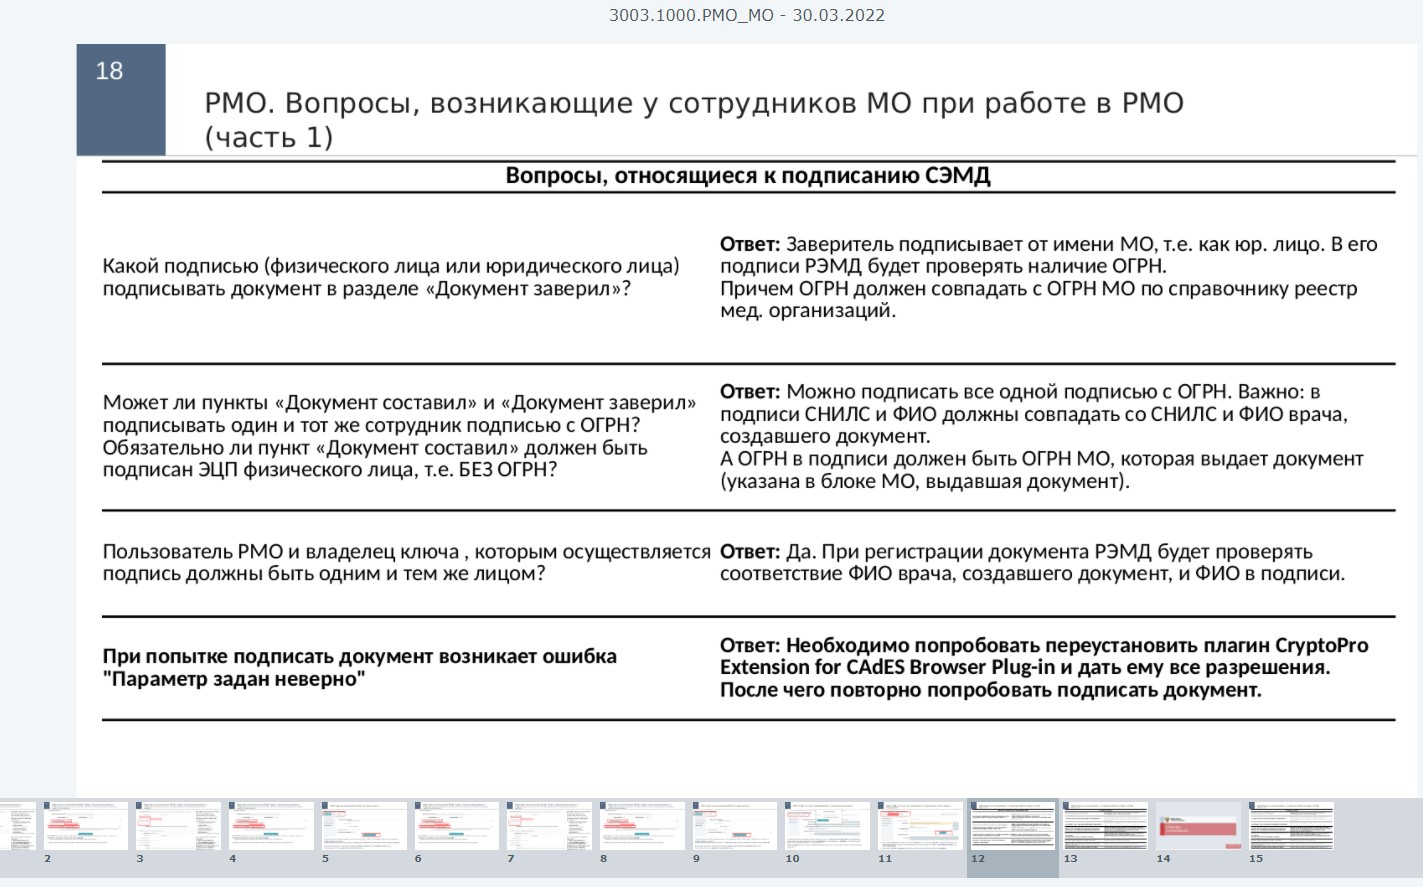 3003.1000.РМО_МО - 30.03.2022
18
РМО. Вопросы, возникающие у сотрудников МО при работе в РМО
(часть 1)
Вопросы, относящиеся к подписанию СЭМД
Какой подписью (физического лица или юридического лица)
подписывать документ в разделе «Документ заверил»?
Ответ: Заверитель подписывает от имени МО, т.е. как юр. лицо. В его
подписи РЭМД будет проверять наличие ОГРН.
Причем ОГРН должен совпадать с ОГРН МО по справочнику реестр
мед. организаций.
Может ли пункты «Документ составил» и «Документ заверил»
подписывать один и тот же сотрудник подписью с ОГРН?
Обязательно ли пункт «Документ составил» должен быть
подписан ЭЦП физического лица, т.е. БЕЗ ОГРН?
Ответ: Можно подписать все одной подписью с ОГРН. Важно: в
подписи СНИЛС и ФИО должны совпадать со СНИЛС и ФИО врача,
создавшего документ.
А ОГРН в подписи должен быть ОГРН МО, которая выдает документ
(указана в блоке МО, выдавшая документ).
Пользователь РМО и владелец ключа , которым осуществляется
подпись должны быть одним и тем же лицом?
Ответ: Да. При регистрации документа РЭМД будет проверять
соответствие ФИО врача, создавшего документ, и ФИО в подписи.
При попытке подписать документ возникает ошибка
"Параметр задан неверно"
Ответ: Необходимо попробовать переустановить плагин CryptoPro
Extension for CAdES Browser Plug-in и дать ему все разрешения.
После чего повторно попробовать подписать документ.
2 3 4 5 6 7 8 9 10 11 12 13 14 15